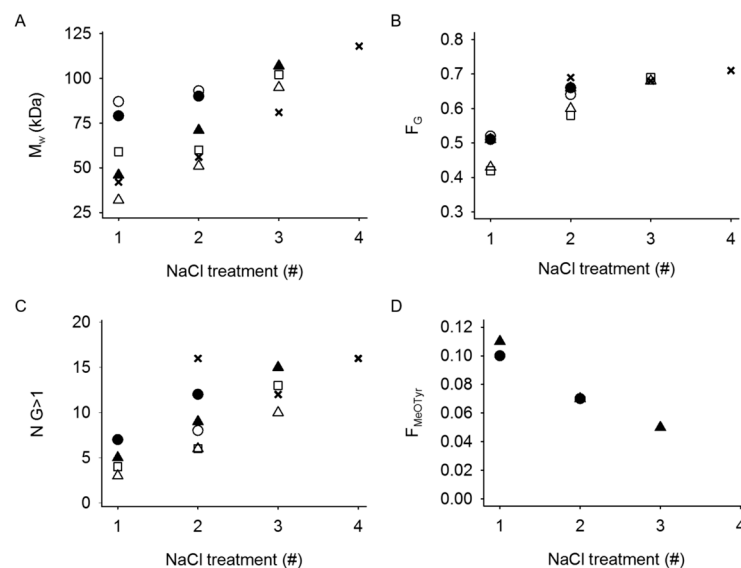 A
125
100
75
50
25
M_w (kDa)
1 2 3 4
NaCl treatment (#)
B
0.8
0.7
0.6
0.5
0.4
0.3
F_G
1 2 3 4
NaCl treatment (#)
C
20
15
10
5
0
N G>1
1 2 3 4
NaCl treatment (#)
D
0.12
0.10
0.08
0.06
0.04
0.02
0.00
F_MeOTyr
1 2 3 4
NaCl treatment (#)